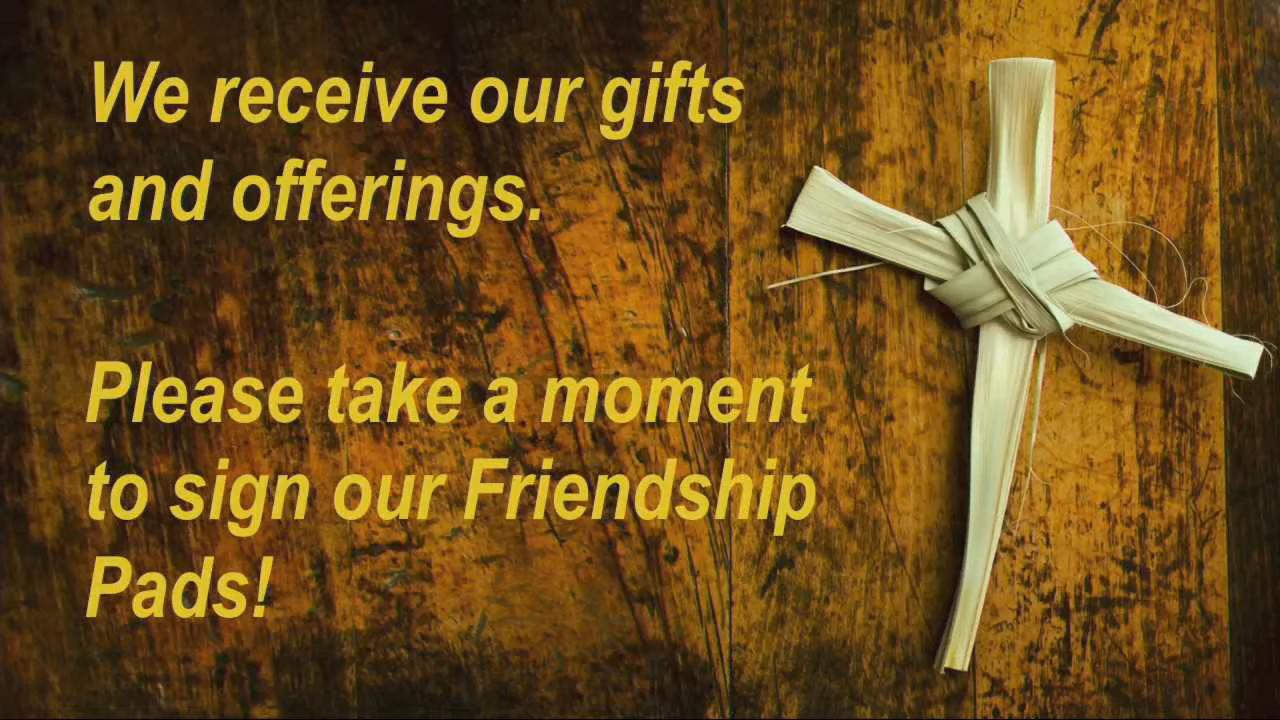 We receive our gifts
and offerings.
Please take a moment
to sign our Friendship
Pads!